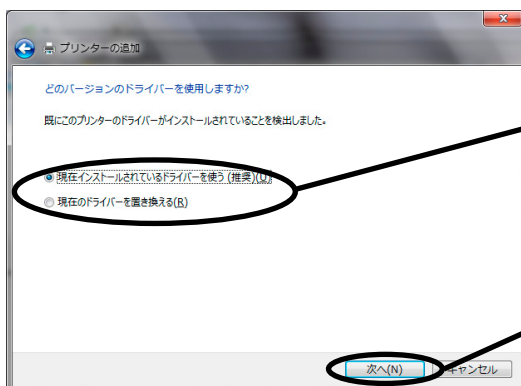 プリンターの追加
どのバージョンのドライバーを使用しますか?
既にこのプリンターのドライバーがインストールされていることを検出しました。
現在インストールされているドライバーを使う(推奨)(U)
現在のドライバーを置き換える(R)
次へ(N) キャンセル